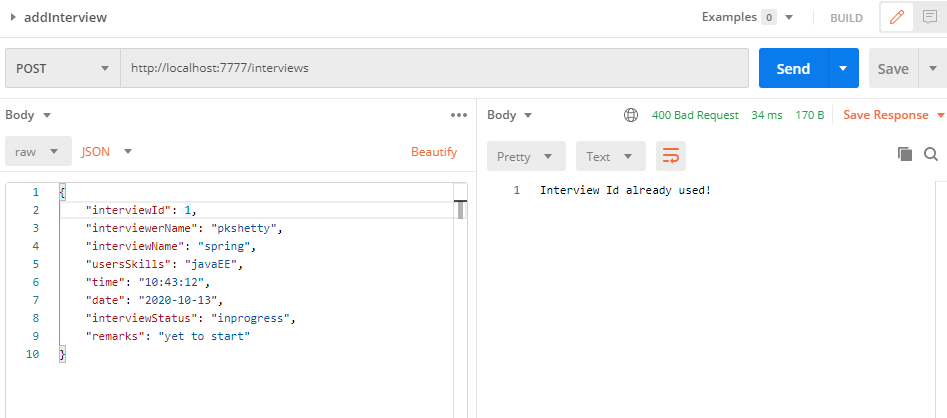 addInterview
Examples 0
BUILD
POST
http://localhost:7777/interviews
Send
Save
Body
raw
JSON
Beautify
1 {
2 "interviewId": 1,
3 "interviewerName": "pkshetty",
4 "interviewName": "spring",
5 "usersSkills": "javaEE",
6 "time": "10:43:12",
7 "date": "2020-10-13",
8 "interviewStatus": "inprogress",
9 "remarks": "yet to start"
10 }
Body
400 Bad Request 34 ms 170 B Save Response
Pretty
Text
1 Interview Id already used!